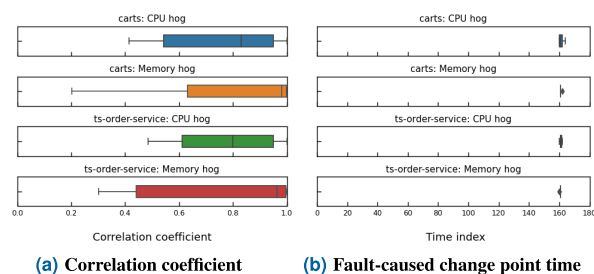 carts: CPU hog
carts: Memory hog
ts-order-service: CPU hog
ts-order-service: Memory hog
0.0 0.2 0.4 0.6 0.8 1.0
Correlation coefficient
(a) Correlation coefficient
carts: CPU hog
carts: Memory hog
ts-order-service: CPU hog
ts-order-service: Memory hog
0 20 40 60 80 100 120 140 160 180
Time index
(b) Fault-caused change point time